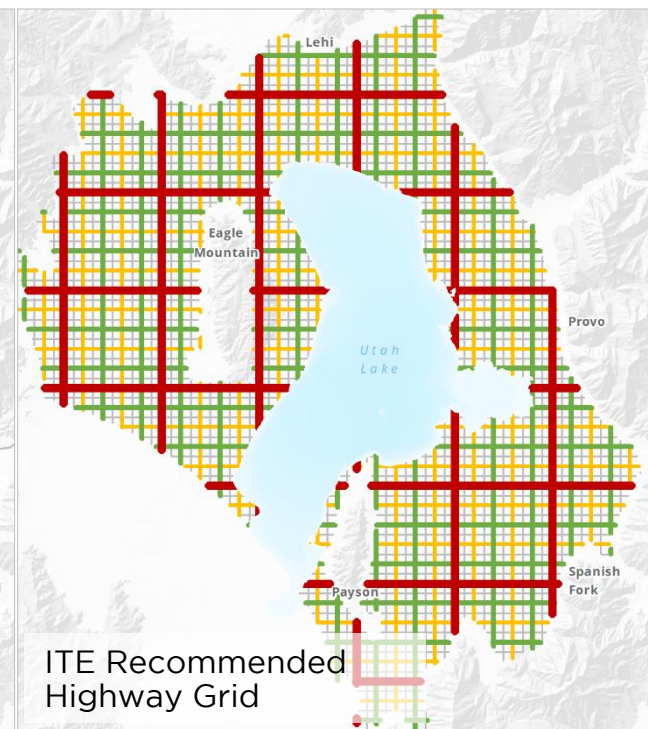 Lehi
Eagle
Mountain
Provo
Utah
Lake
Spanish
Fork
Payson
ITE Recommended
Highway Grid